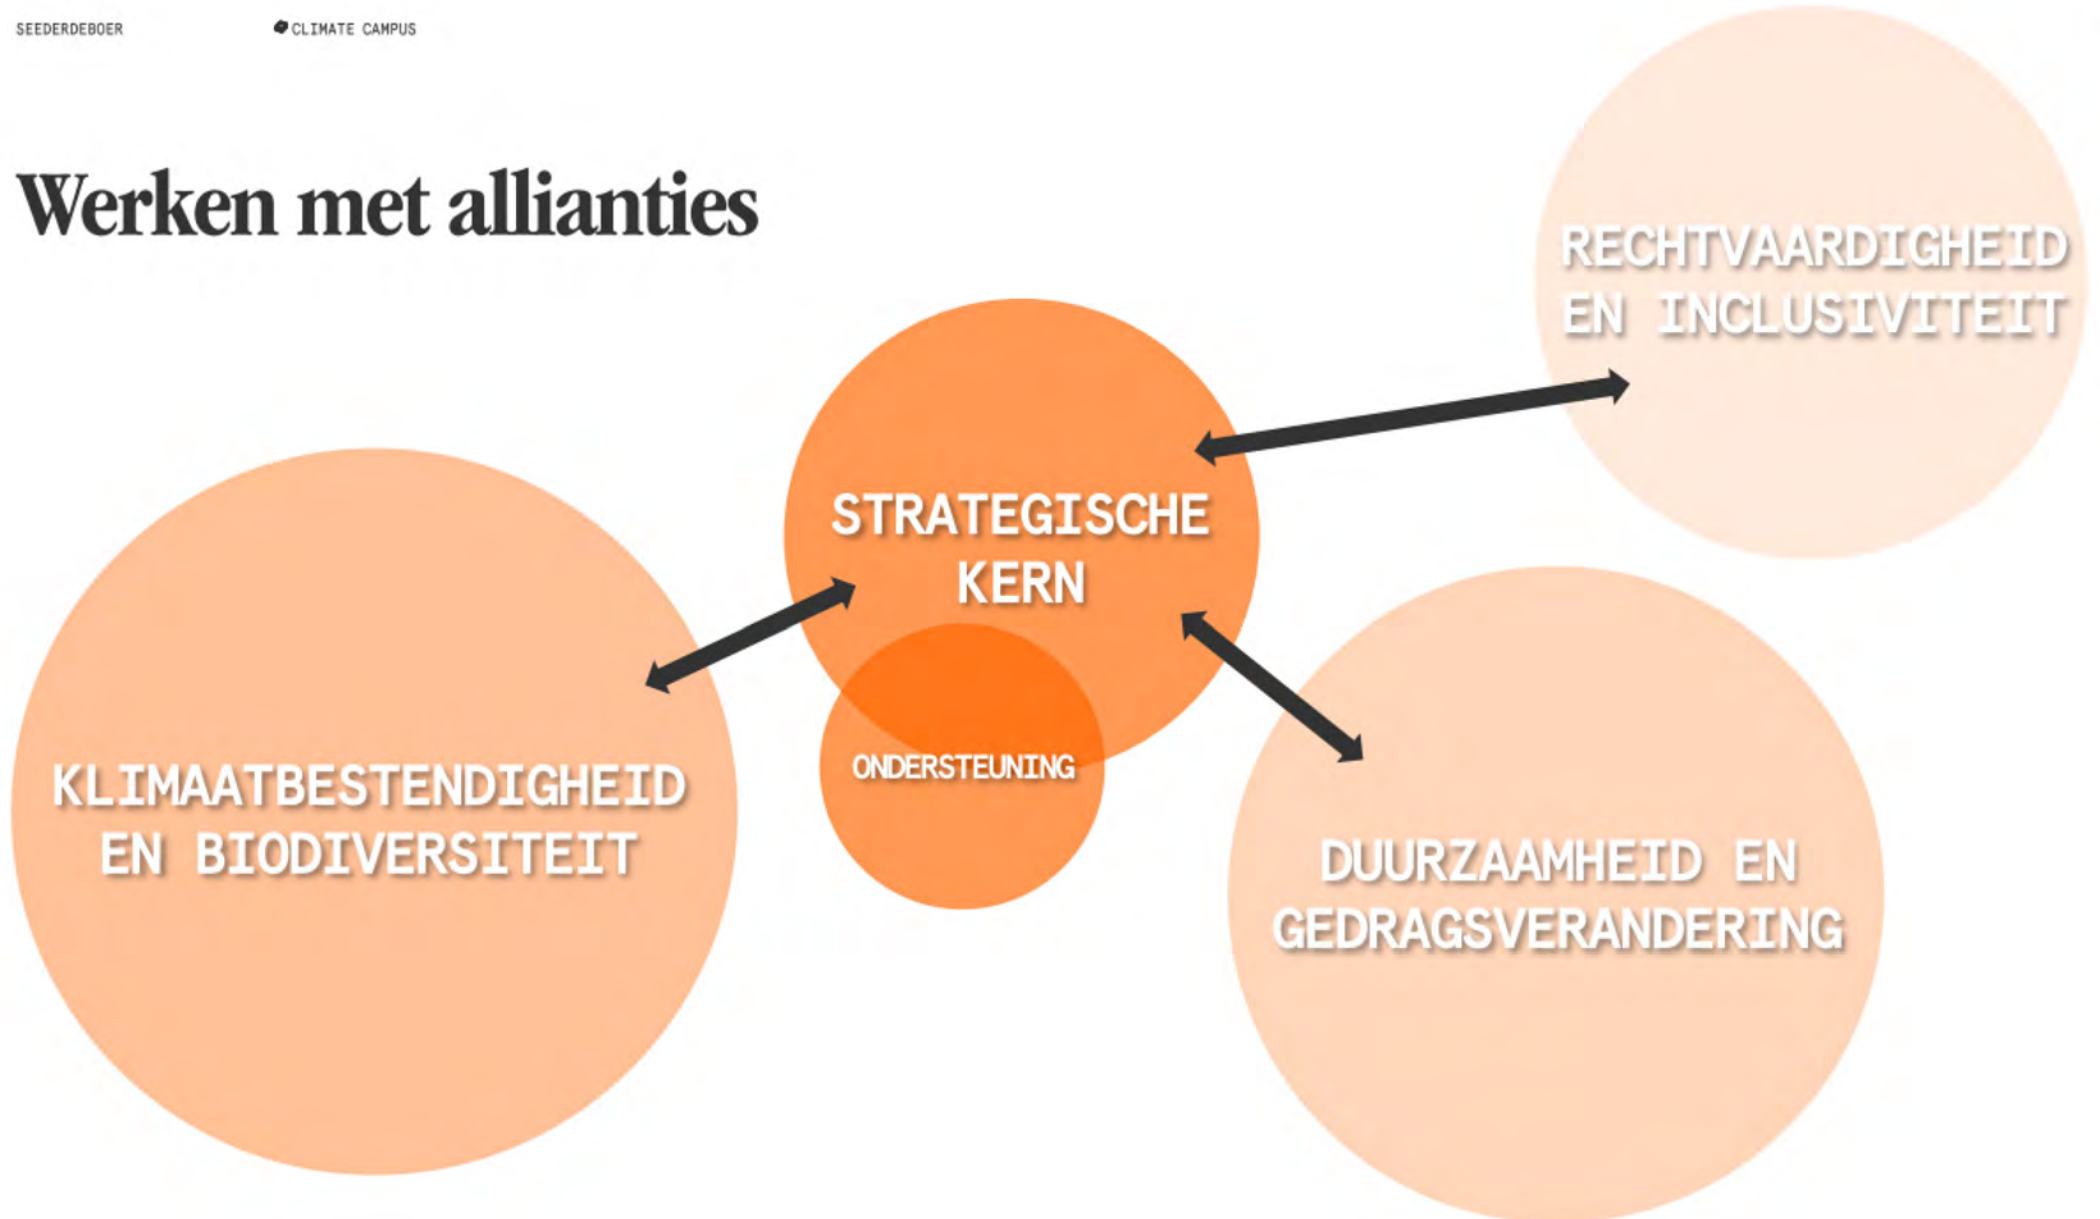 SEEDERDEBOER
CLIMATE CAMPUS
Werken met allianties
RECHTVAARDIGHEID
EN INCLUSIVITEIT
STRATEGISCHE
KERN
ONDERSTEUNING
KLIMAATBESTENDIGHEID
EN BIODIVERSITEIT
DUURZAAMHEID EN
GEDRAGSVERANDERING